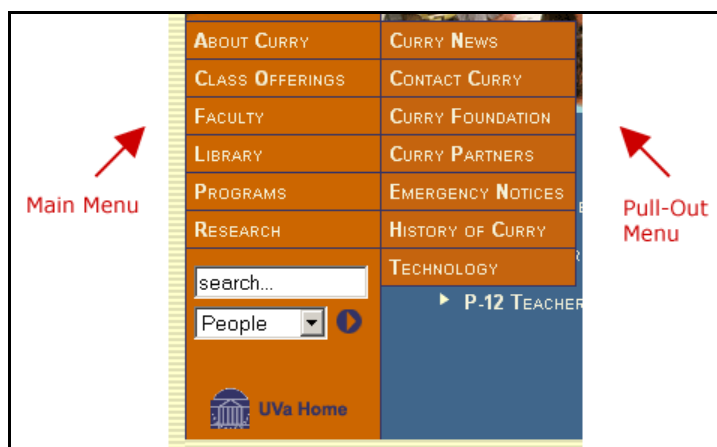 About Curry
Class Offerings
Faculty
Library
Programs
Research
search...
People
UVa Home
Curry News
Contact Curry
Curry Foundation
Curry Partners
Emergency Notices
History of Curry
Technology
P-12 Teacher
Main Menu
Pull-Out
Menu